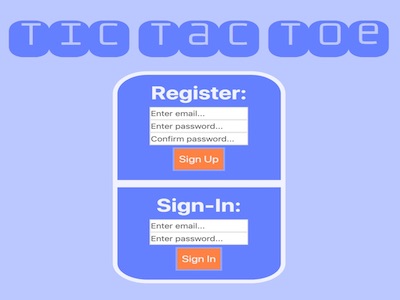 Tic Tac Toe
Register:
Enter email...
Enter password...
Confirm password...
Sign Up
Sign-In:
Enter email...
Enter password...
Sign In